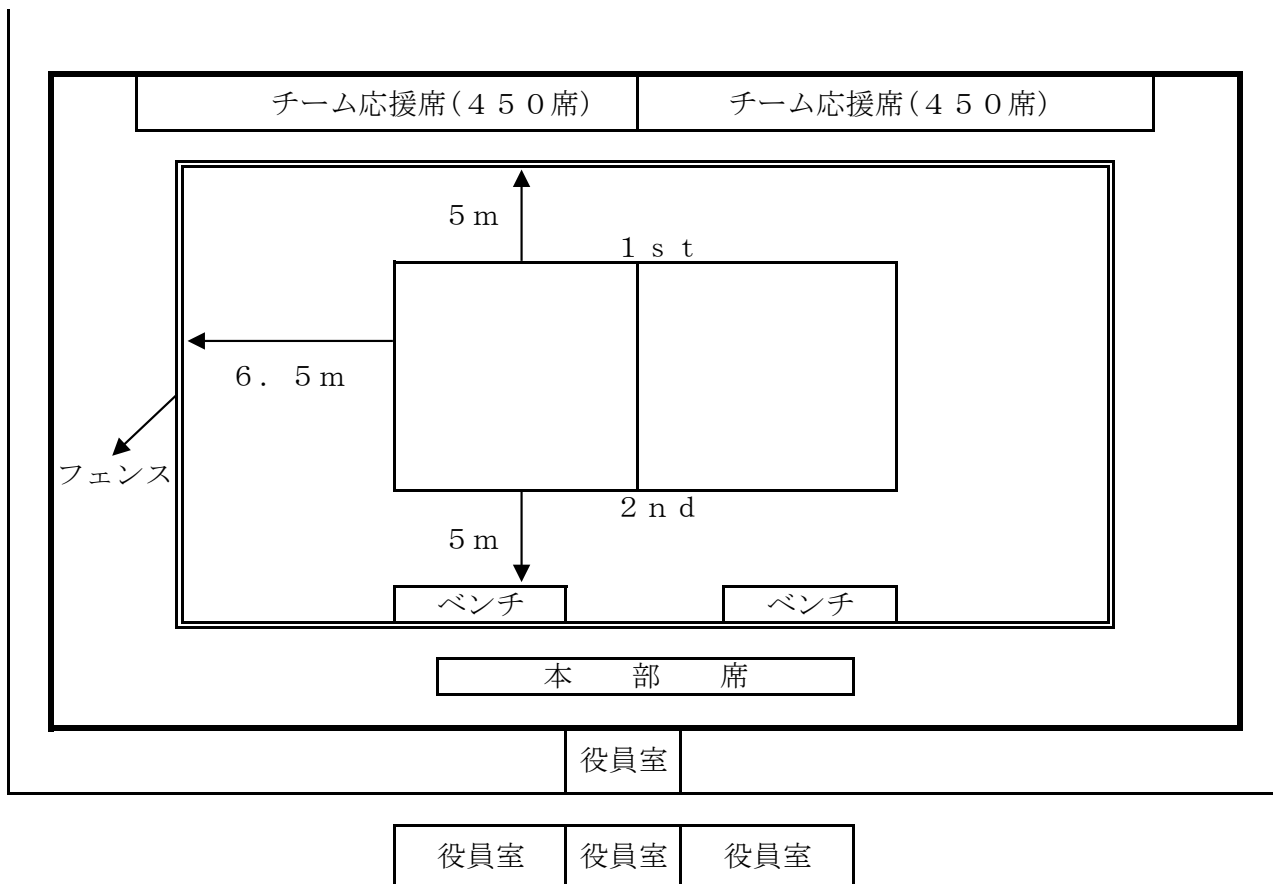 チーム応援席(４５０席)
チーム応援席(４５０席)
５ｍ
１ｓｔ
６．５ｍ
フェンス
２ｎｄ
５ｍ
ベンチ
ベンチ
本　部　席
役員室
役員室
役員室
役員室